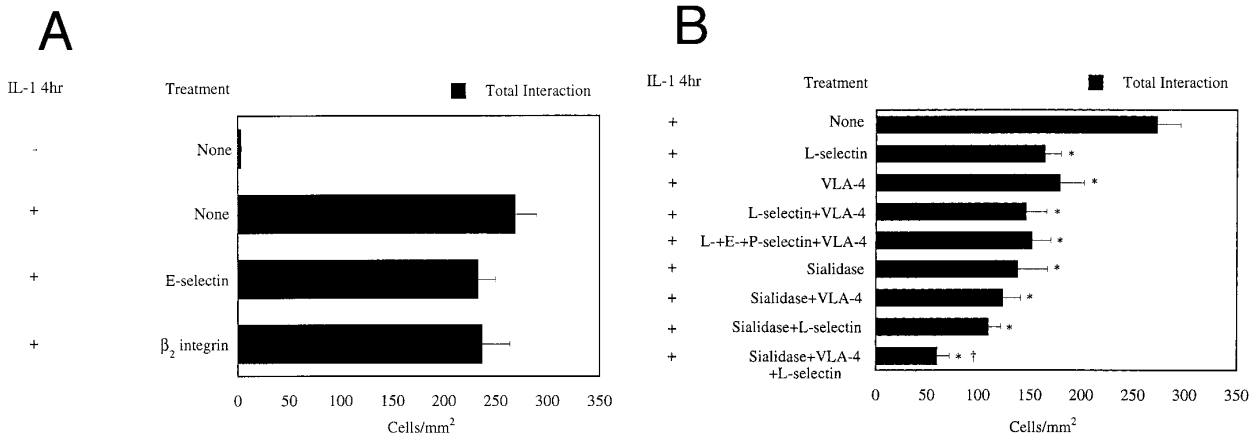 A
IL-1 4hr Treatment Total Interaction
- None
+ None
+ E-selectin
+ β₂ integrin
0 50 100 150 200 250 300 350
Cells/mm²
B
IL-1 4hr Treatment Total Interaction
+ None
+ L-selectin *
+ VLA-4 *
+ L-selectin+VLA-4 *
+ L-+E-+P-selectin+VLA-4 *
+ Sialidase *
+ Sialidase+VLA-4 *
+ Sialidase+L-selectin *
+ Sialidase+VLA-4 * †
+L-selectin
0 50 100 150 200 250 300 350
Cells/mm²